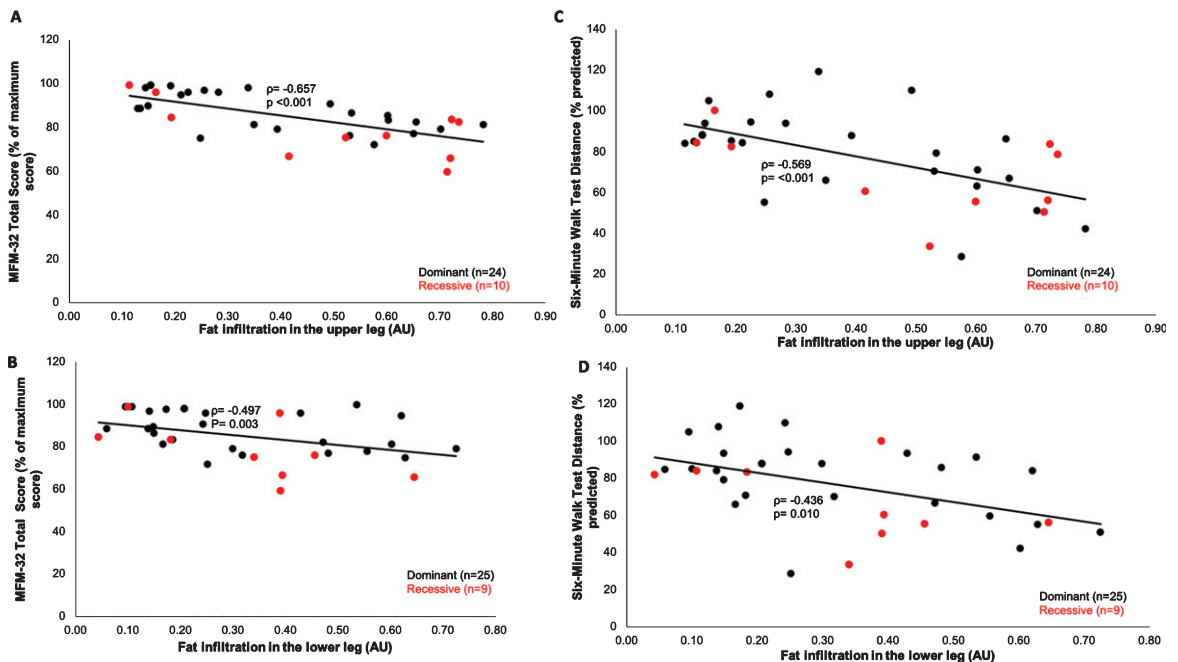 A
MFM-32 Total Score (% of maximum
score)
120
100
80
60
40
20
0
ρ= -0.657
p <0.001
Dominant (n=24)
Recessive (n=10)
0.00 0.10 0.20 0.30 0.40 0.50 0.60 0.70 0.80 0.90
Fat infiltration in the upper leg (AU)
C
Six-Minute Walk Test Distance (% predicted)
140
120
100
80
60
40
20
0
ρ= -0.569
p= <0.001
Dominant (n=24)
Recessive (n=10)
0.00 0.10 0.20 0.30 0.40 0.50 0.60 0.70 0.80 0.90
Fat infiltration in the upper leg (AU)
B
MFM-32 Total Score (% of maximum
score)
120
100
80
60
40
20
0
ρ= -0.497
P= 0.003
Dominant (n=25)
Recessive (n=9)
0.00 0.10 0.20 0.30 0.40 0.50 0.60 0.70 0.80
Fat infiltration in the lower leg (AU)
D
Six-Minute Walk Test Distance (%
predicted)
140
120
100
80
60
40
20
0
ρ= -0.436
p= 0.010
Dominant (n=25)
Recessive (n=9)
0.00 0.10 0.20 0.30 0.40 0.50 0.60 0.70 0.80
Fat infiltration in the lower leg (AU)